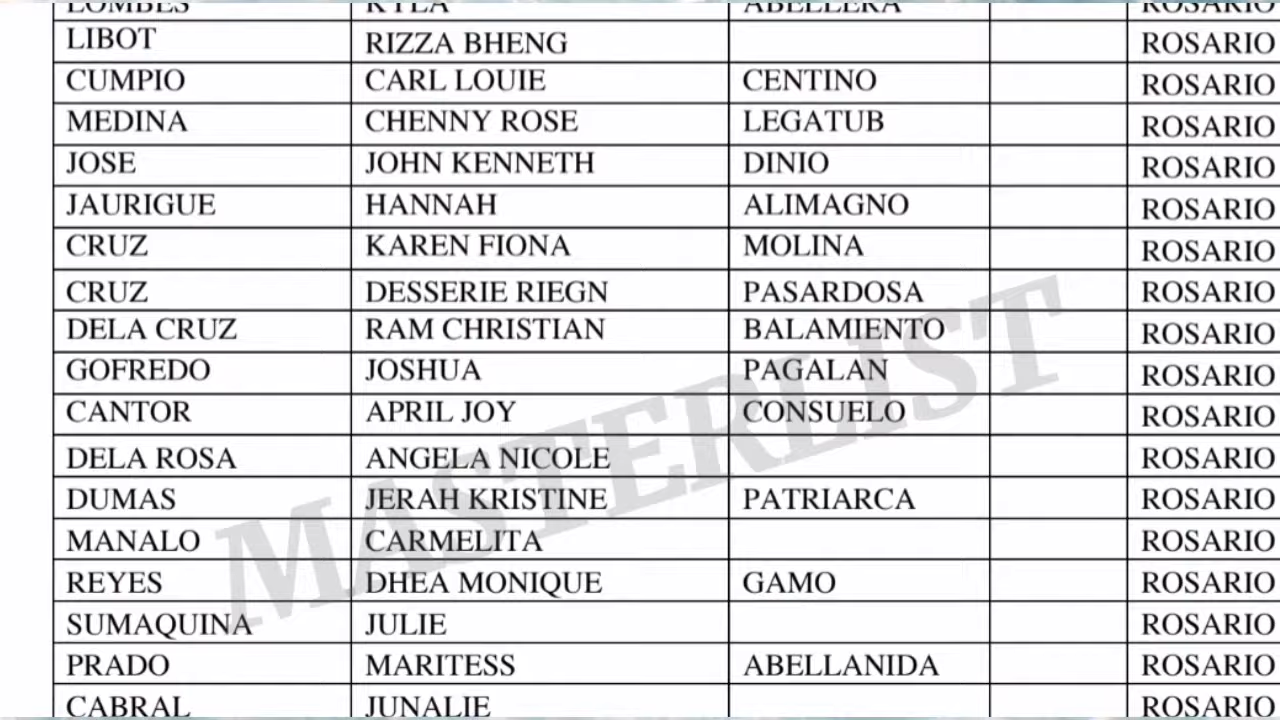 LOMBES KYLA ABELLERA ROSARIO
LIBOT RIZZA BHENG ROSARIO
CUMPIO CARL LOUIE CENTINO ROSARIO
MEDINA CHENNY ROSE LEGATUB ROSARIO
JOSE JOHN KENNETH DINIO ROSARIO
JAURIGUE HANNAH ALIMAGNO ROSARIO
CRUZ KAREN FIONA MOLINA ROSARIO
CRUZ DESSERIE RIEGN PASARDOSA ROSARIO
DELA CRUZ RAM CHRISTIAN BALAMIENTO ROSARIO
GOFREDO JOSHUA PAGALAN ROSARIO
CANTOR APRIL JOY CONSUELO ROSARIO
DELA ROSA ANGELA NICOLE ROSARIO
DUMAS JERAH KRISTINE PATRIARCA ROSARIO
MANALO CARMELITA ROSARIO
REYES DHEA MONIQUE GAMO ROSARIO
SUMAQUINA JULIE ROSARIO
PRADO MARITESS ABELLANIDA ROSARIO
CABRAL JUNALIE ROSARIO
MASTERLIST